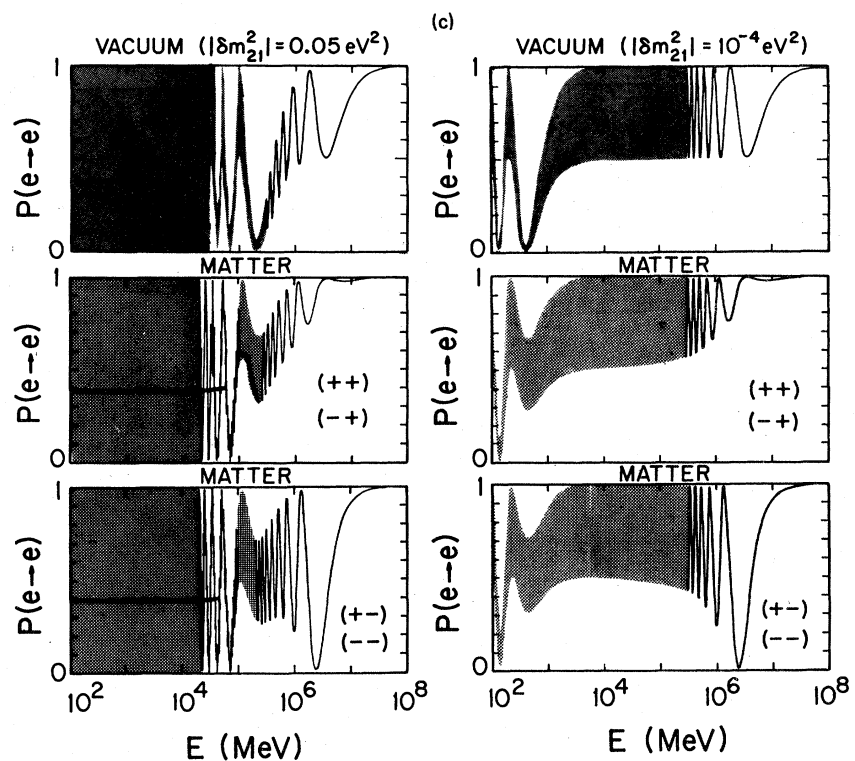 (c)
VACUUM (|δm²₂₁| = 0.05 eV²)
VACUUM (|δm²₂₁| = 10⁻⁴ eV²)
1
P(e→e)
0
1
P(e→e)
0
MATTER
MATTER
1
P(e→e)
0
(++)
(-+)
1
P(e→e)
0
(++)
(-+)
MATTER
MATTER
1
P(e→e)
0
(+-)
(--)
1
P(e→e)
0
(+-)
(--)
10² 10⁴ 10⁶ 10⁸
10² 10⁴ 10⁶ 10⁸
E (MeV)
E (MeV)